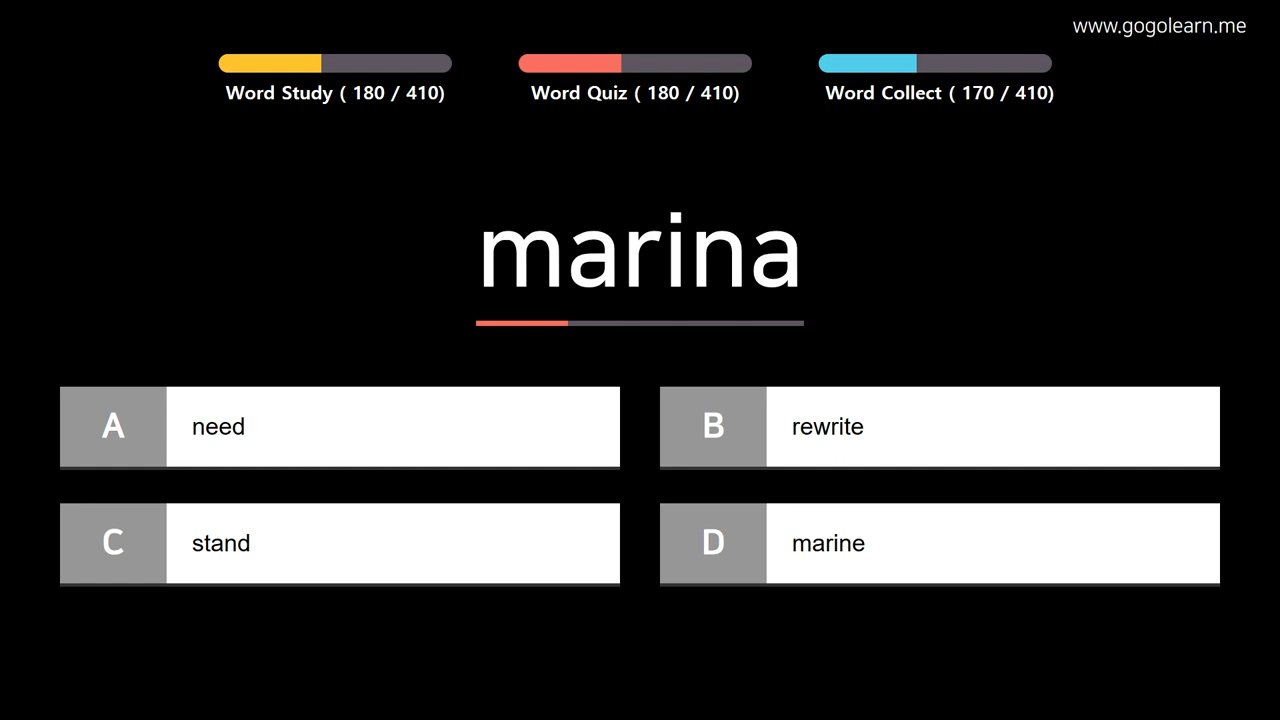 www.gogolearn.me
Word Study ( 180 / 410)
Word Quiz ( 180 / 410)
Word Collect ( 170 / 410)
marina
A need
B rewrite
C stand
D marine